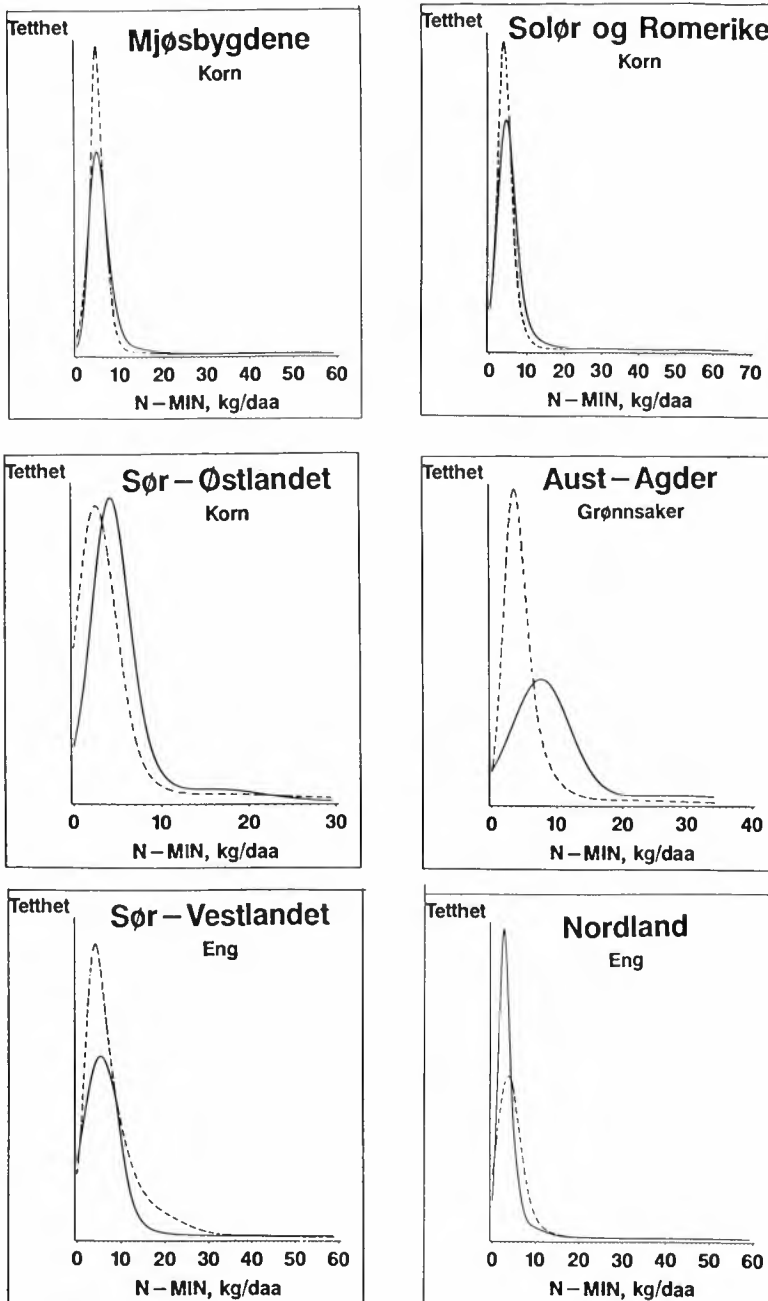 Tetthet
Mjøsbygdene
Korn
0 10 20 30 40 50 60
N–MIN, kg/daa
Tetthet
Solør og Romerike
Korn
0 10 20 30 40 50 60 70
N–MIN, kg/daa
Tetthet
Sør–Østlandet
Korn
0 10 20 30
N–MIN, kg/daa
Tetthet
Aust–Agder
Grønnsaker
0 10 20 30 40
N–MIN, kg/daa
Tetthet
Sør–Vestlandet
Eng
0 10 20 30 40 50 60
N–MIN, kg/daa
Tetthet
Nordland
Eng
0 10 20 30 40 50 60
N–MIN, kg/daa